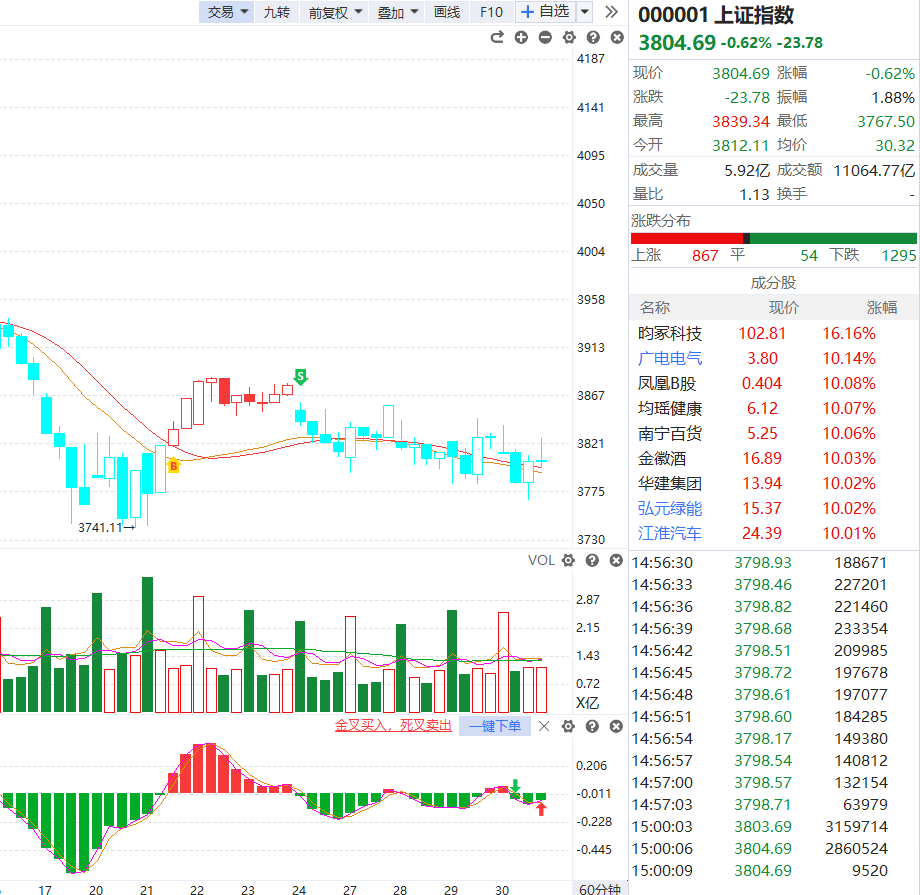 交易 九转 前复权 叠加 画线 F10 自选
000001 上证指数
3804.69 -0.62% -23.78
现价 3804.69 涨幅 -0.62%
涨跌 -23.78 振幅 1.88%
最高 3839.34 最低 3767.50
今开 3812.11 均价 30.32
成交量 5.92亿 成交额 11064.77亿
量比 1.13 换手 -
涨跌分布
上涨 867 平 54 下跌 1295
成分股
名称 现价 涨幅
昀冢科技 102.81 16.16%
广电电气 3.80 10.14%
凤凰B股 0.404 10.08%
均瑶健康 6.12 10.07%
南宁百货 5.25 10.06%
金徽酒 16.89 10.03%
华建集团 13.94 10.02%
弘元绿能 15.37 10.02%
江淮汽车 24.39 10.01%
14:56:30 3798.93 188671
14:56:33 3798.46 227201
14:56:36 3798.82 221460
14:56:39 3798.68 233354
14:56:42 3798.51 209985
14:56:45 3798.72 197678
14:56:48 3798.61 197077
14:56:51 3798.60 184285
14:56:54 3798.17 149380
14:56:57 3798.54 140812
14:57:00 3798.57 132154
14:57:03 3798.71 63979
15:00:03 3803.69 3159714
15:00:06 3804.69 2860524
15:00:09 3804.69 9520
4187
4141
4095
4050
4004
3958
3913
3867
3821
3775
3730
S
B
3741.11→
VOL
2.87
2.15
1.43
0.72
X亿
金叉买入，死叉卖出 一键下单
0.206
-0.011
-0.228
-0.445
17 20 21 22 23 24 27 28 29 30 60分钟